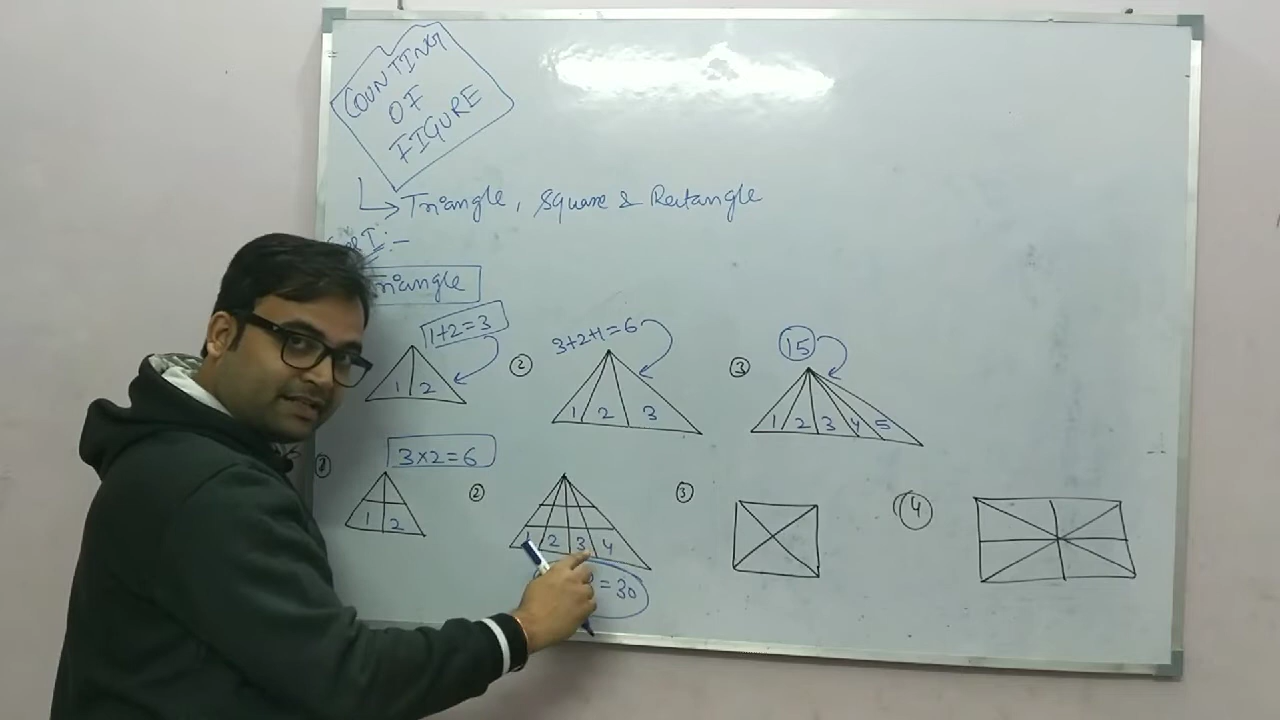 COUNTING
OF
FIGURE
Triangle, Square & Rectangle
I:-
Triangle
1+2=3
1 2
② 3+2+1=6
1 2 3
③ 15
1 2 3 4 5
① 3×2=6
1 2
②
1 2 3 4
= 30
③
④